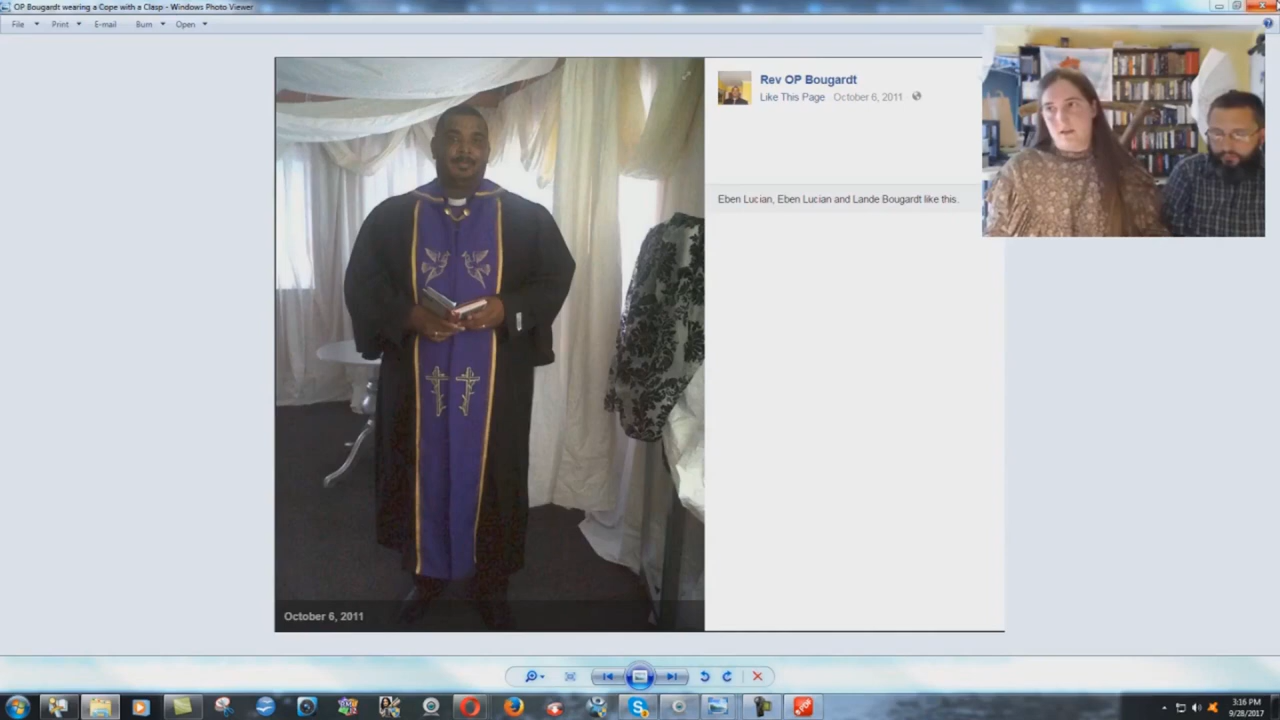 OP Bougardt wearing a Cope with a Clasp - Windows Photo Viewer
File Print E-mail Burn Open
Rev OP Bougardt
Like This Page October 6, 2011
Eben Lucian, Eben Lucian and Lande Bougardt like this.
October 6, 2011
3:16 PM
9/28/2017